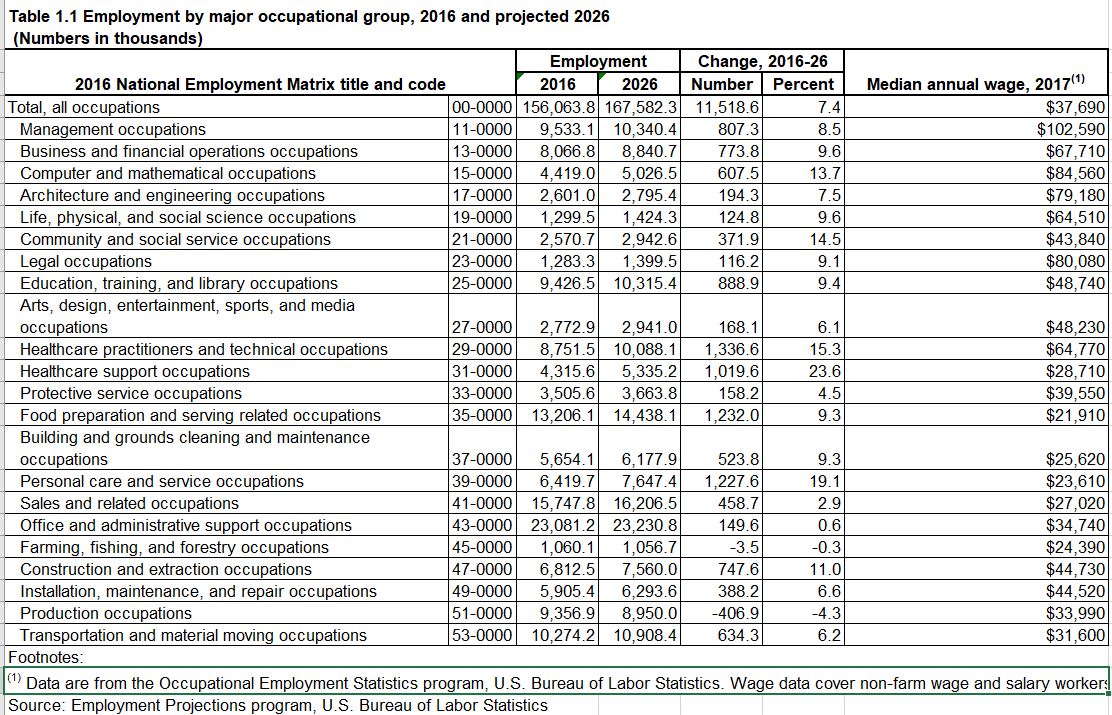 Table 1.1 Employment by major occupational group, 2016 and projected 2026
(Numbers in thousands)
Employment Change, 2016-26
2016 National Employment Matrix title and code 2016 2026 Number Percent Median annual wage, 2017(1)
Total, all occupations 00-0000 156,063.8 167,582.3 11,518.6 7.4 $37,690
Management occupations 11-0000 9,533.1 10,340.4 807.3 8.5 $102,590
Business and financial operations occupations 13-0000 8,066.8 8,840.7 773.8 9.6 $67,710
Computer and mathematical occupations 15-0000 4,419.0 5,026.5 607.5 13.7 $84,560
Architecture and engineering occupations 17-0000 2,601.0 2,795.4 194.3 7.5 $79,180
Life, physical, and social science occupations 19-0000 1,299.5 1,424.3 124.8 9.6 $64,510
Community and social service occupations 21-0000 2,570.7 2,942.6 371.9 14.5 $43,840
Legal occupations 23-0000 1,283.3 1,399.5 116.2 9.1 $80,080
Education, training, and library occupations 25-0000 9,426.5 10,315.4 888.9 9.4 $48,740
Arts, design, entertainment, sports, and media
occupations 27-0000 2,772.9 2,941.0 168.1 6.1 $48,230
Healthcare practitioners and technical occupations 29-0000 8,751.5 10,088.1 1,336.6 15.3 $64,770
Healthcare support occupations 31-0000 4,315.6 5,335.2 1,019.6 23.6 $28,710
Protective service occupations 33-0000 3,505.6 3,663.8 158.2 4.5 $39,550
Food preparation and serving related occupations 35-0000 13,206.1 14,438.1 1,232.0 9.3 $21,910
Building and grounds cleaning and maintenance
occupations 37-0000 5,654.1 6,177.9 523.8 9.3 $25,620
Personal care and service occupations 39-0000 6,419.7 7,647.4 1,227.6 19.1 $23,610
Sales and related occupations 41-0000 15,747.8 16,206.5 458.7 2.9 $27,020
Office and administrative support occupations 43-0000 23,081.2 23,230.8 149.6 0.6 $34,740
Farming, fishing, and forestry occupations 45-0000 1,060.1 1,056.7 -3.5 -0.3 $24,390
Construction and extraction occupations 47-0000 6,812.5 7,560.0 747.6 11.0 $44,730
Installation, maintenance, and repair occupations 49-0000 5,905.4 6,293.6 388.2 6.6 $44,520
Production occupations 51-0000 9,356.9 8,950.0 -406.9 -4.3 $33,990
Transportation and material moving occupations 53-0000 10,274.2 10,908.4 634.3 6.2 $31,600
Footnotes:
(1) Data are from the Occupational Employment Statistics program, U.S. Bureau of Labor Statistics. Wage data cover non-farm wage and salary workers
Source: Employment Projections program, U.S. Bureau of Labor Statistics